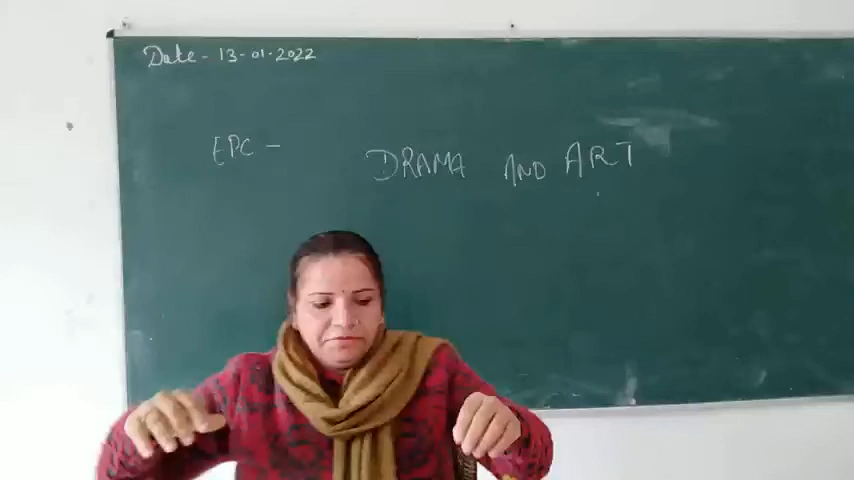 Date - 13-01-2022
EPC - DRAMA AND ART